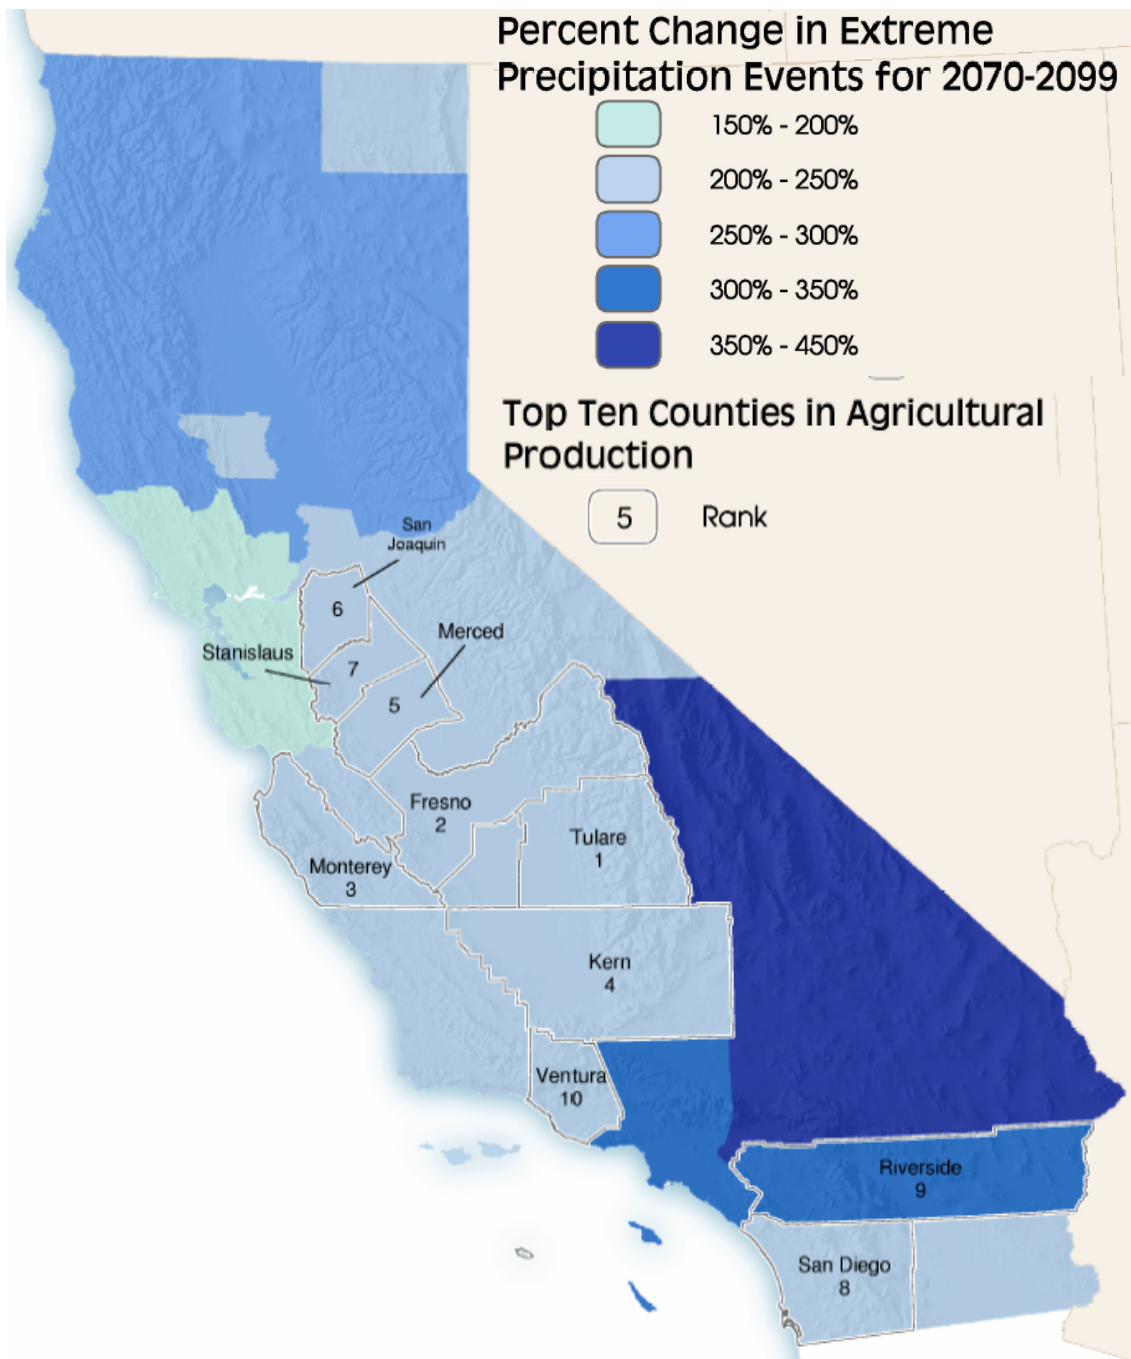 Percent Change in Extreme
Precipitation Events for 2070-2099
150% - 200%
200% - 250%
250% - 300%
300% - 350%
350% - 450%
Top Ten Counties in Agricultural
Production
5 Rank
San
Joaquin
6
Merced
Stanislaus
7
5
Fresno
2
Tulare
1
Monterey
3
Kern
4
Ventura
10
Riverside
9
San Diego
8